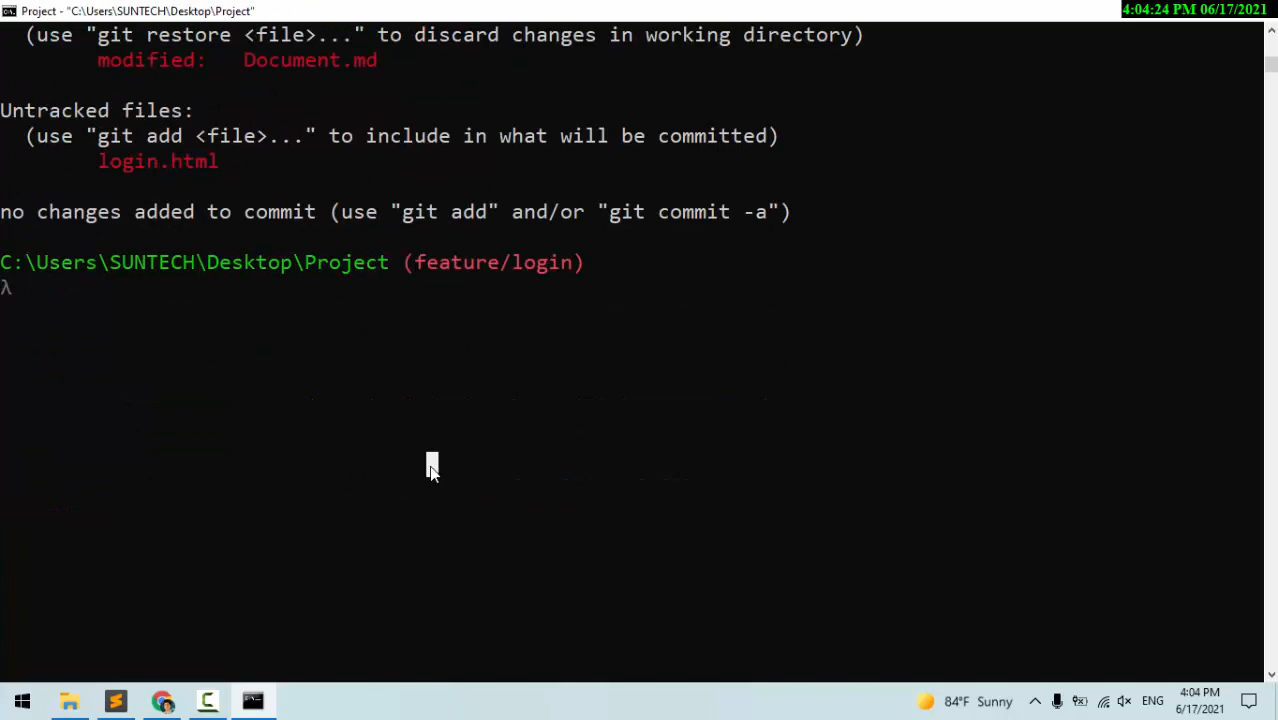 Project - "C:\Users\SUNTECH\Desktop\Project"
4:04:24 PM 06/17/2021
(use "git restore <file>..." to discard changes in working directory)
modified: Document.md
Untracked files:
(use "git add <file>..." to include in what will be committed)
login.html
no changes added to commit (use "git add" and/or "git commit -a")
C:\Users\SUNTECH\Desktop\Project (feature/login)
λ
84°F Sunny
ENG
4:04 PM
6/17/2021